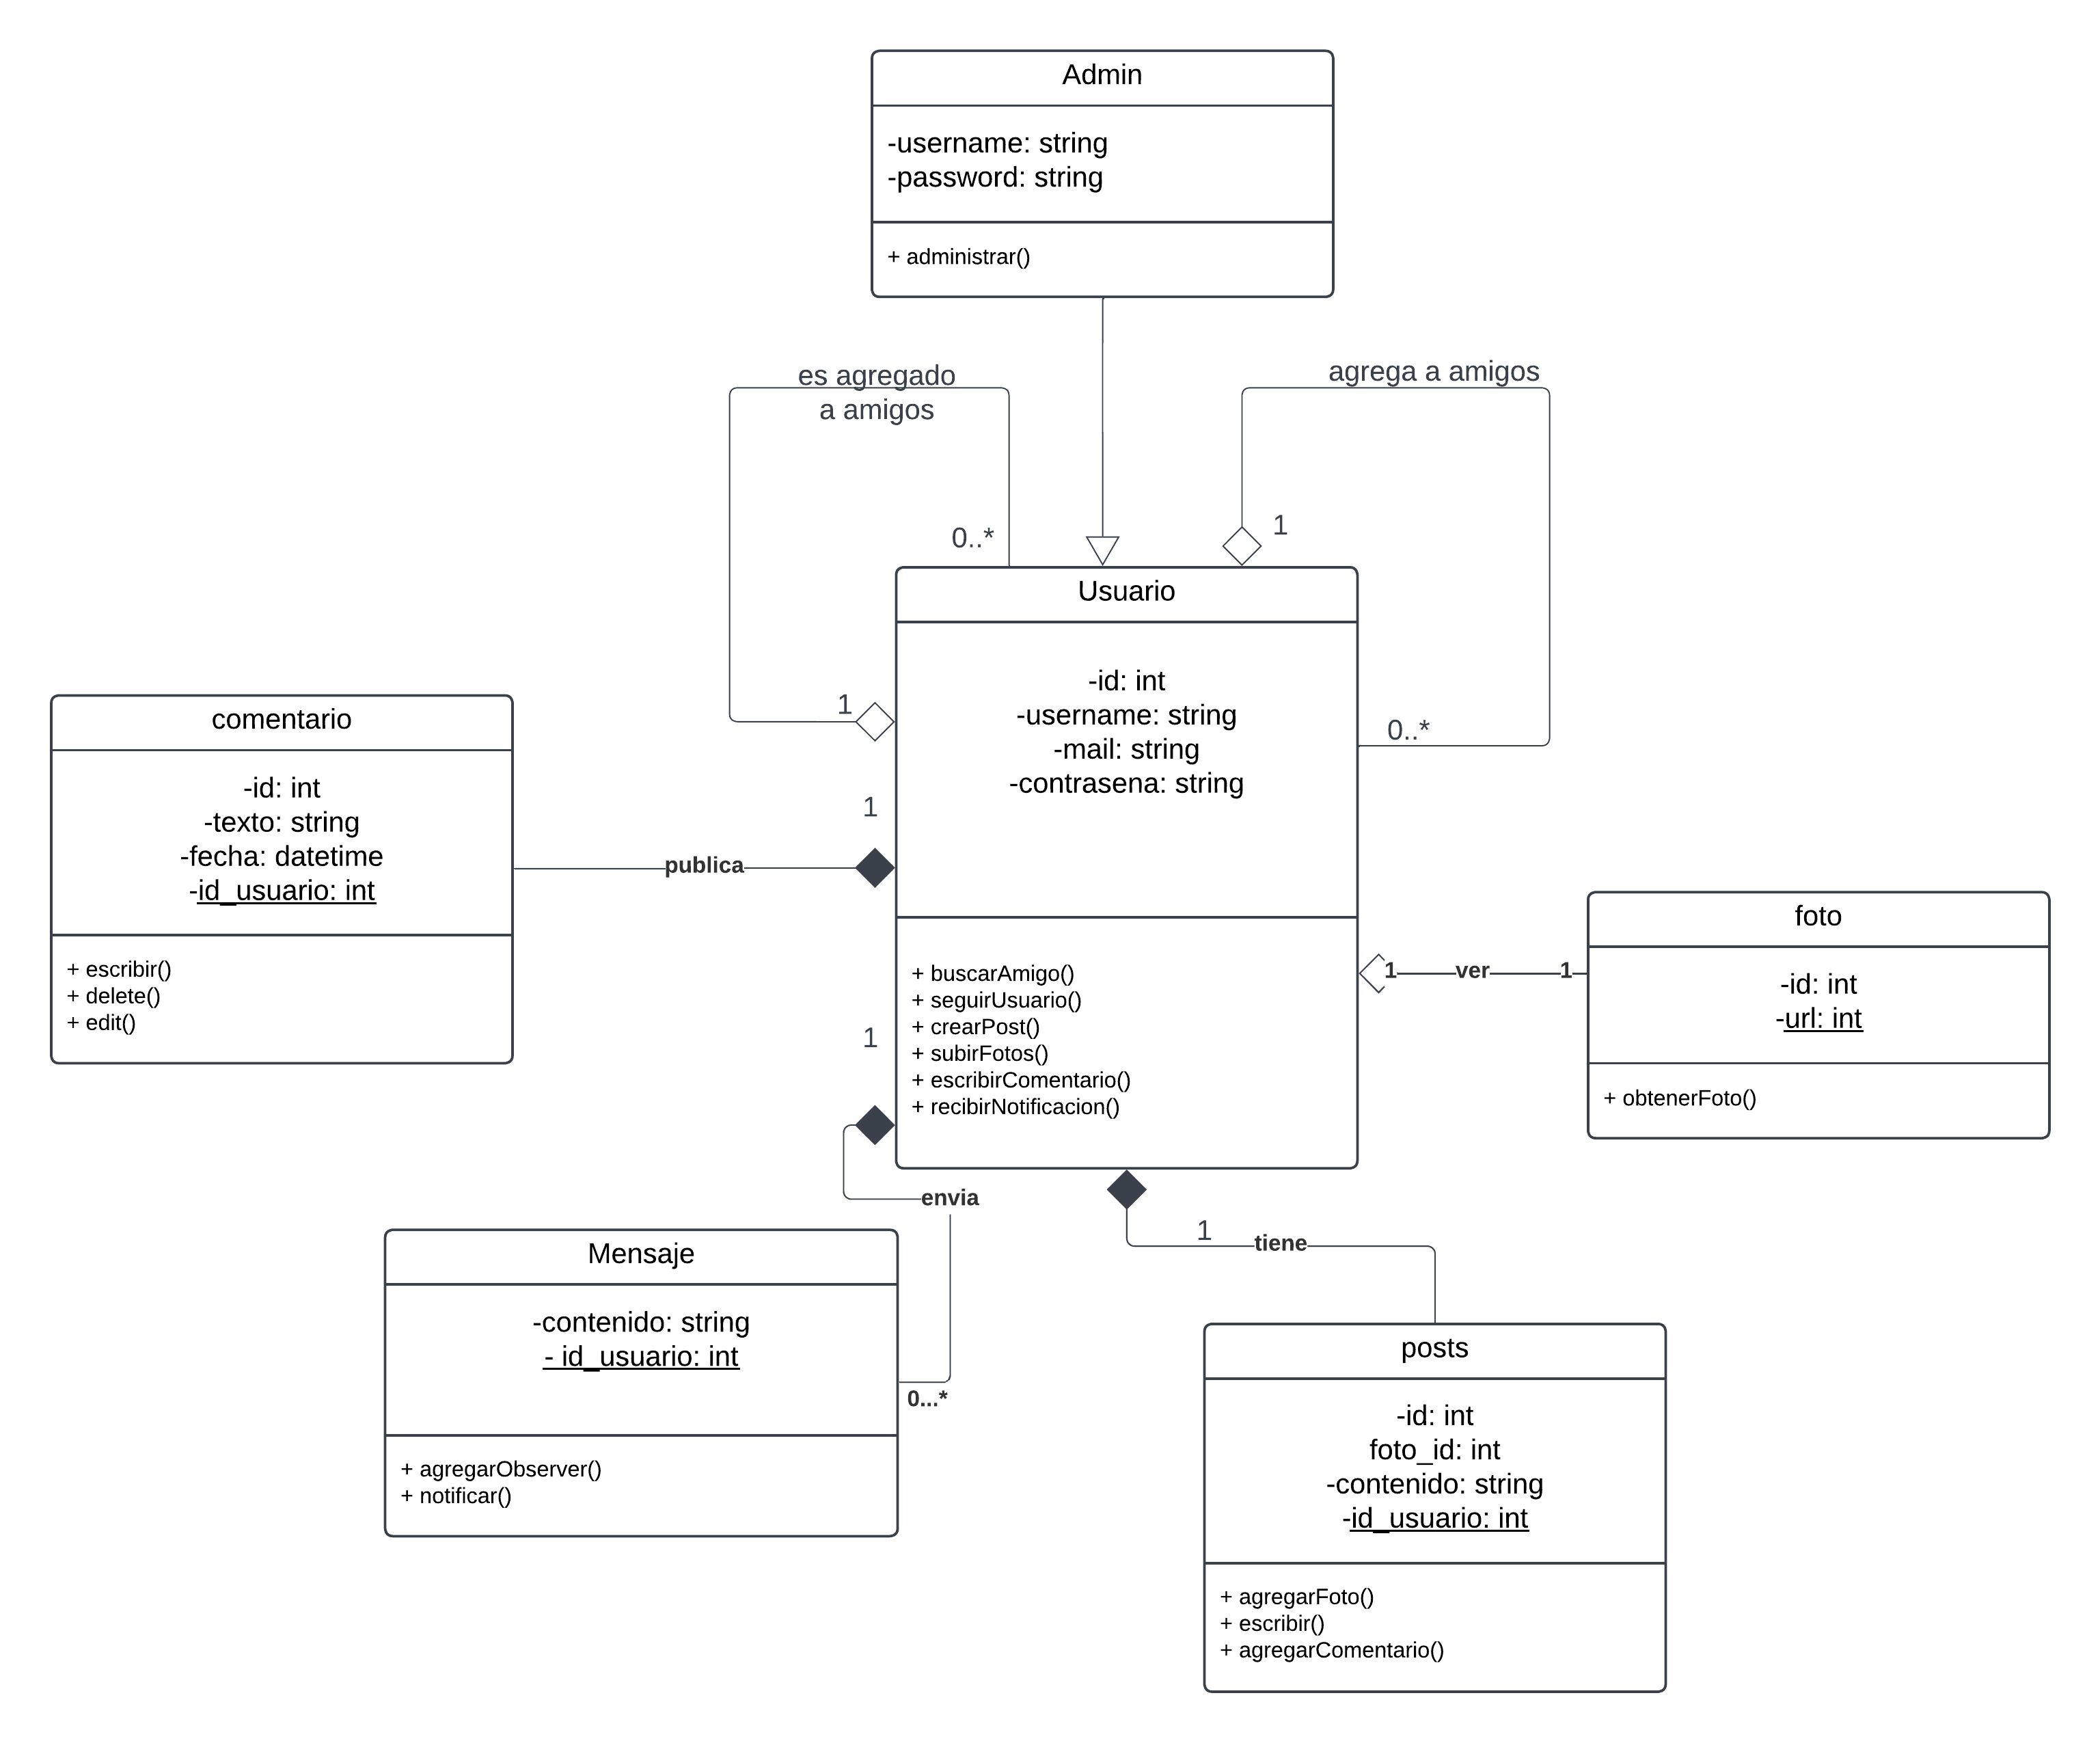 Admin
-username: string
-password: string
+ administrar()
es agregado
a amigos
agrega a amigos
0..*
1
Usuario
-id: int
-username: string
-mail: string
-contrasena: string
+ buscarAmigo()
+ seguirUsuario()
+ crearPost()
+ subirFotos()
+ escribirComentario()
+ recibirNotificacion()
1
0..*
comentario
-id: int
-texto: string
-fecha: datetime
-id_usuario: int
+ escribir()
+ delete()
+ edit()
publica
1
1 ver 1
foto
-id: int
-url: int
+ obtenerFoto()
1
envia
0...*
Mensaje
-contenido: string
- id_usuario: int
+ agregarObserver()
+ notificar()
1
tiene
posts
-id: int
foto_id: int
-contenido: string
-id_usuario: int
+ agregarFoto()
+ escribir()
+ agregarComentario()